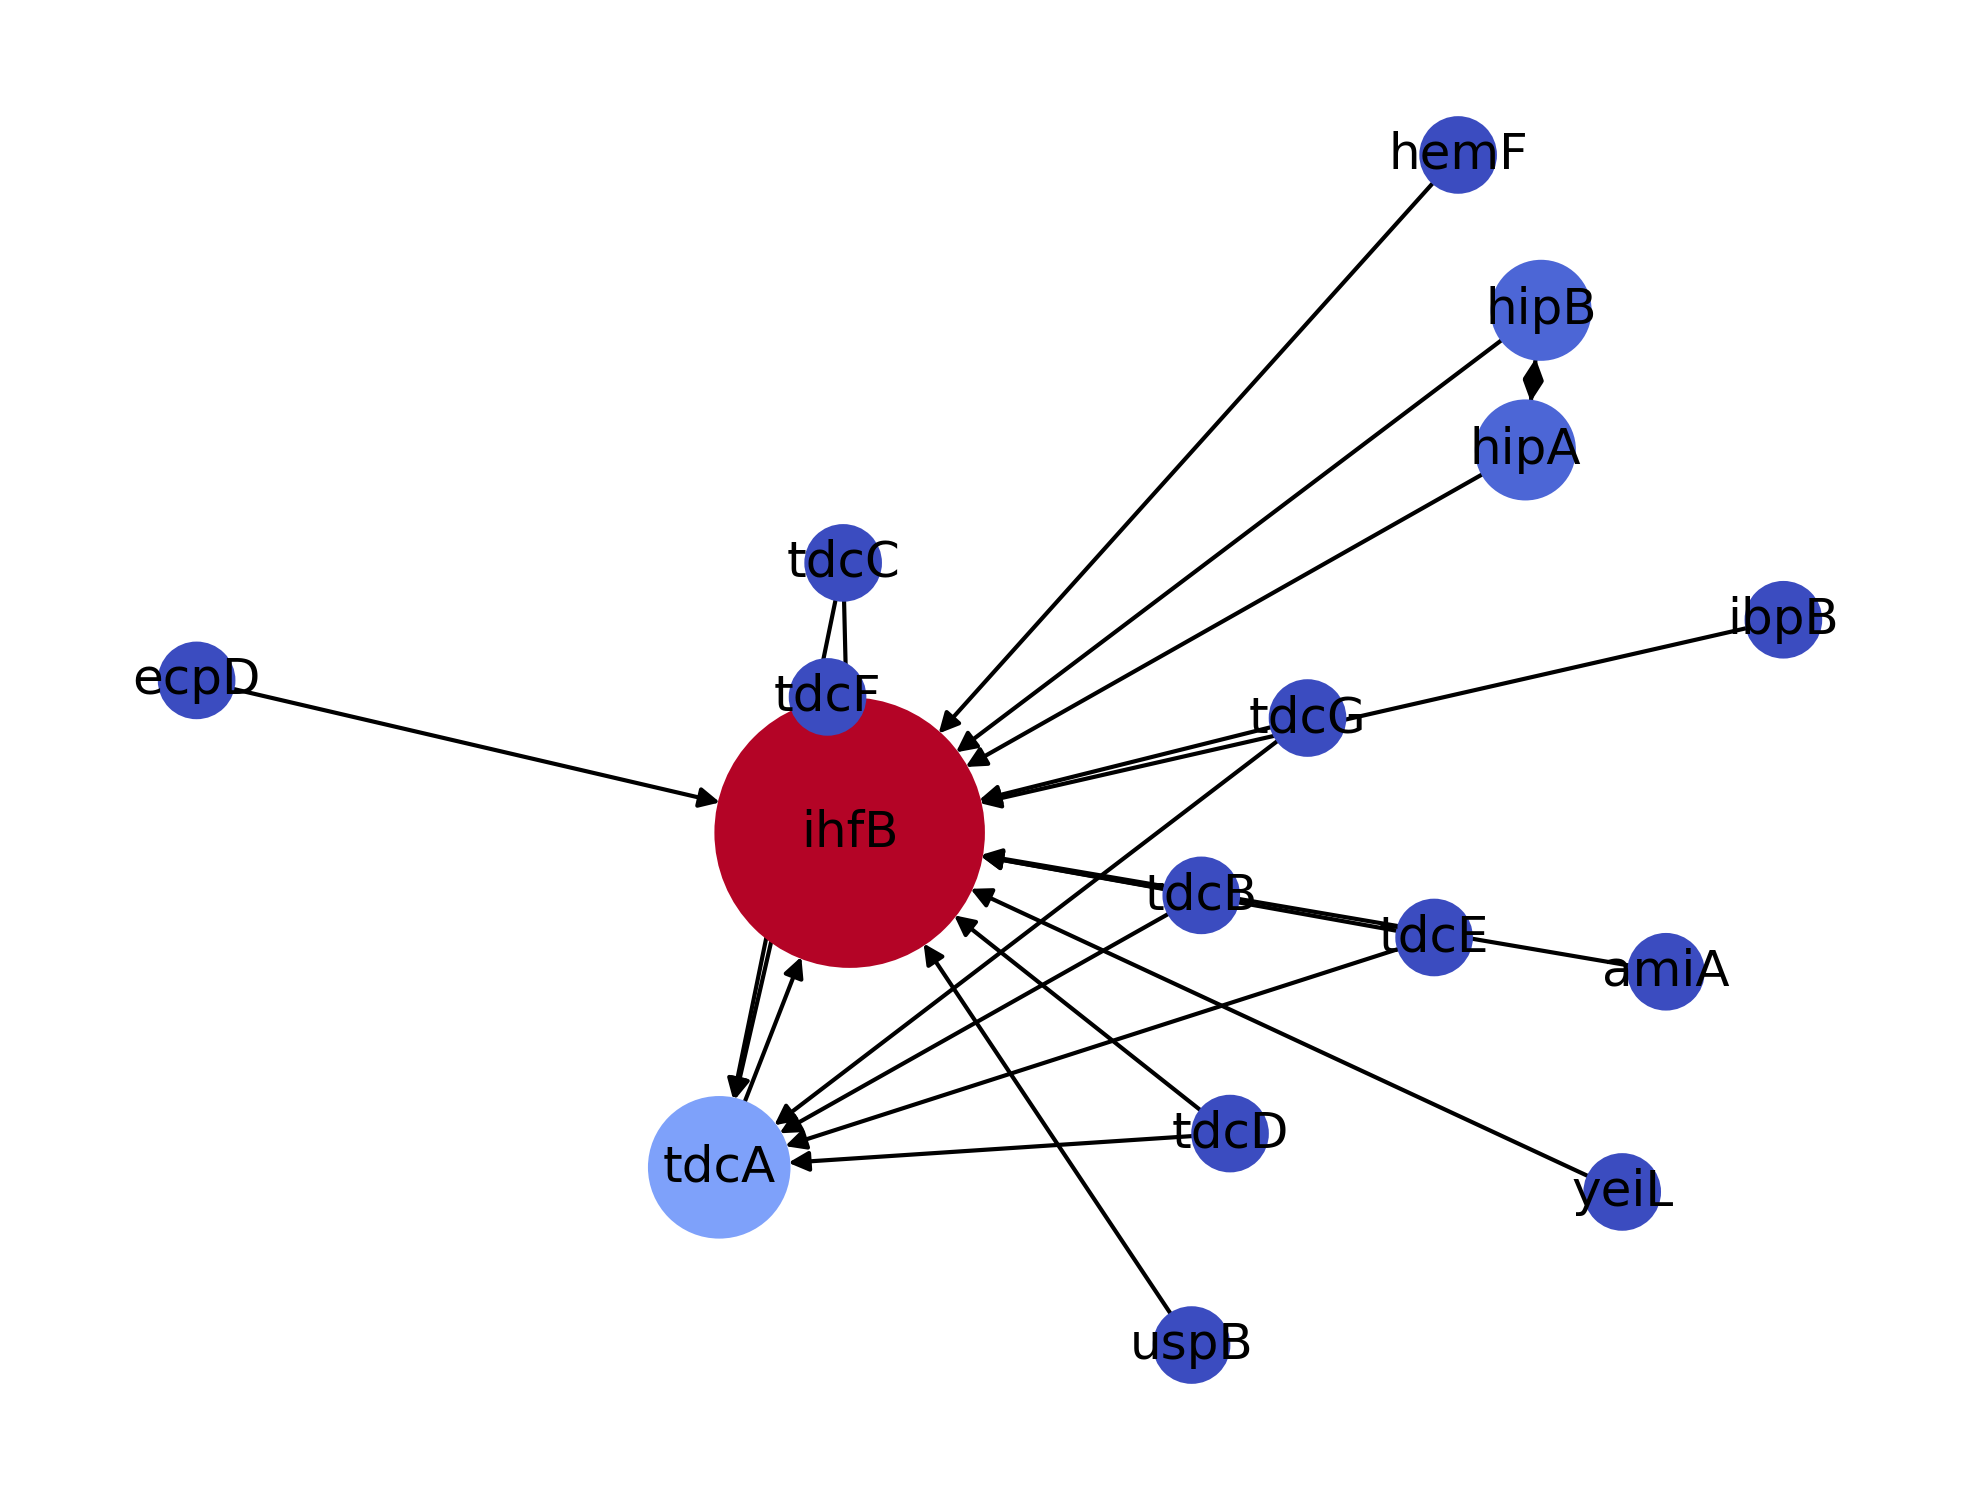 hemF
hipB
hipA
tdcC
ibpB
ecpD
tdcF
tdcG
ihfB
tdcB
tdcE
amiA
tdcD
tdcA
yeiL
uspB